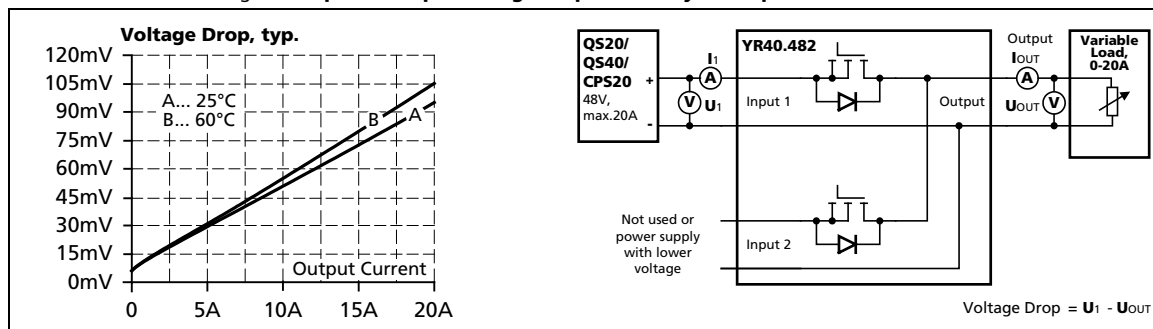 Voltage Drop, typ.
120mV
105mV
90mV
75mV
60mV
45mV
30mV
15mV
0mV
A... 25°C
B... 60°C
B
A
Output Current
0
5A
10A
15A
20A
QS20/
QS40/
CPS20
48V,
max.20A
+
-
I1
A
V
U1
YR40.482
Input 1
Output
Input 2
Not used or
power supply
with lower
voltage
Output
IOUT
A
UOUT
V
Variable
Load,
0-20A
Voltage Drop = U1 - UOUT